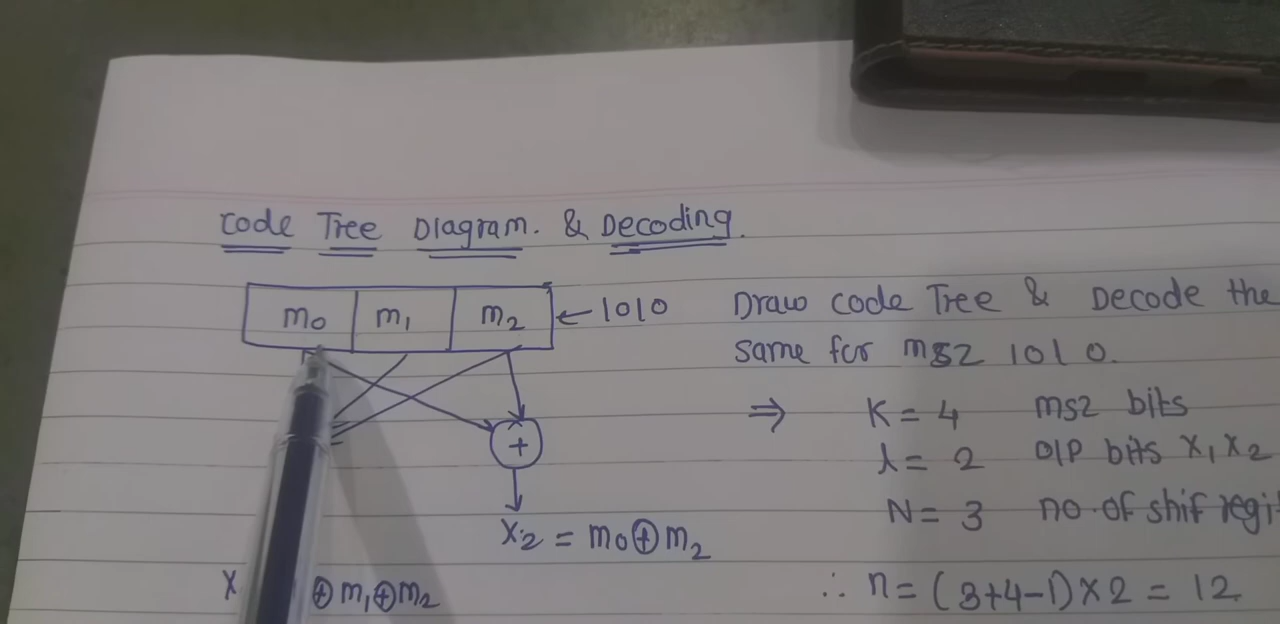 Code Tree Diagram. & Decoding.
m0 m1 m2 ← 1010
Draw code Tree & Decode the
same for msz 1010.
⇒ K = 4 msz bits
λ = 2 O/P bits X1 X2
N = 3 no. of shif regi
+
X2 = m0 ⊕ m2
X ⊕ m1 ⊕ m2
∴ n = (3+4-1) × 2 = 12